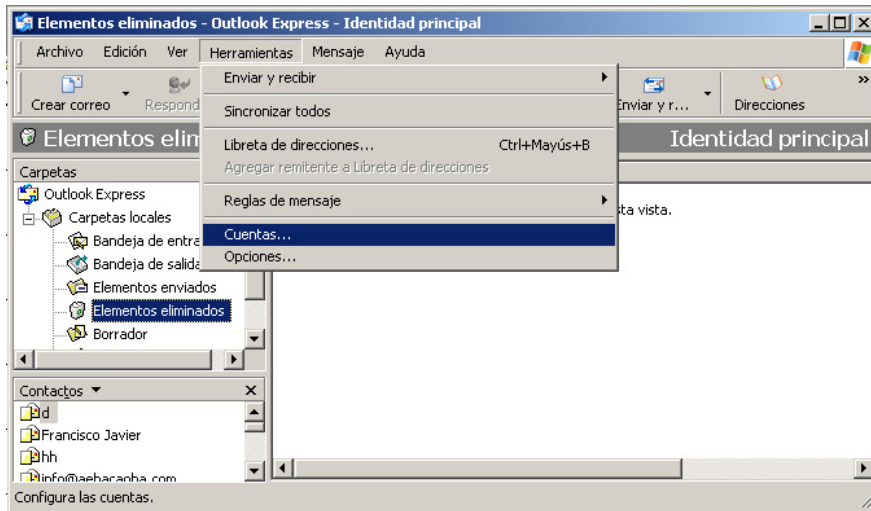 Elementos eliminados - Outlook Express - Identidad principal
Archivo Edición Ver Herramientas Mensaje Ayuda
Crear correo Respond Enviar y r... Direcciones »
Enviar y recibir
Sincronizar todos
Libreta de direcciones... Ctrl+Mayús+B
Agregar remitente a Libreta de direcciones
Reglas de mensaje
Cuentas...
Opciones...
Elementos elim Identidad principal
Carpetas
Outlook Express
Carpetas locales
Bandeja de entra
Bandeja de salida
Elementos enviados
Elementos eliminados
Borrador
sta vista.
Contactos
d
Francisco Javier
hh
Configura las cuentas.